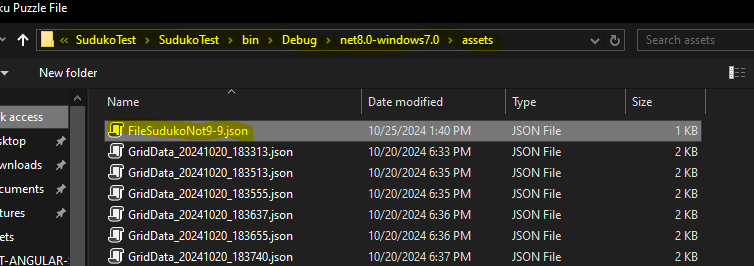 ku Puzzle File
« SudukoTest > SudukoTest > bin > Debug > net8.0-windows7.0 > assets
Search assets
New folder
k access
sktop
wnloads
cuments
tures
ets
T-ANGULAR-
Name Date modified Type Size
FileSudukoNot9-9.json 10/25/2024 1:40 PM JSON File 1 KB
GridData_20241020_183313.json 10/20/2024 6:33 PM JSON File 2 KB
GridData_20241020_183513.json 10/20/2024 6:35 PM JSON File 2 KB
GridData_20241020_183555.json 10/20/2024 6:35 PM JSON File 2 KB
GridData_20241020_183637.json 10/20/2024 6:36 PM JSON File 2 KB
GridData_20241020_183655.json 10/20/2024 6:36 PM JSON File 2 KB
GridData_20241020_183740.json 10/20/2024 6:37 PM JSON File 2 KB